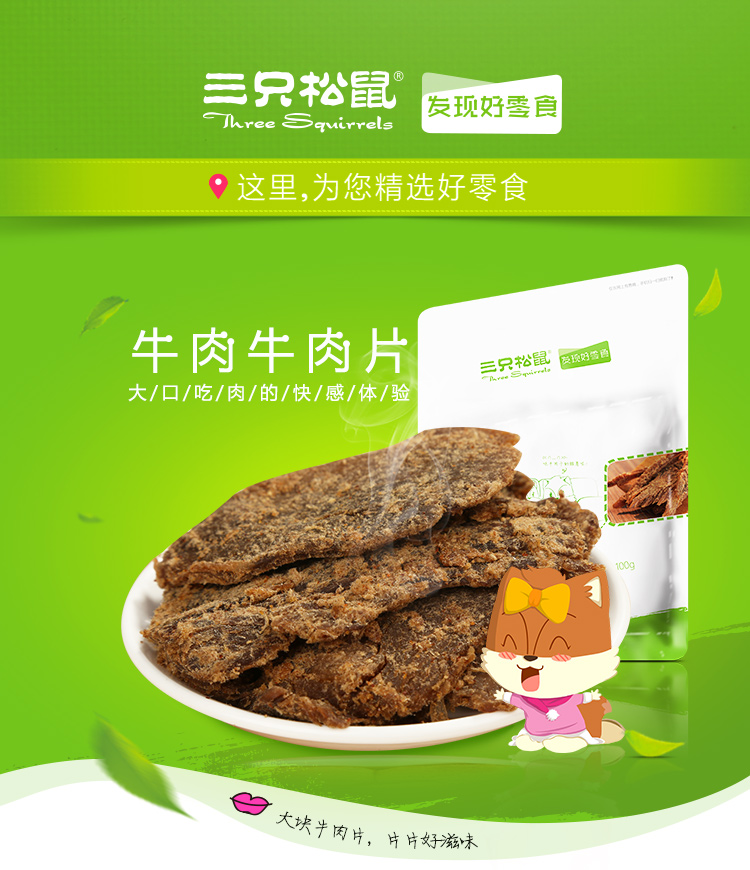 三只松鼠®
Three Squirrels
发现好零食
这里,为您精选好零食
牛肉牛肉片
大/口/吃/肉/的/快/感/体/验
三只松鼠
Three Squirrels
发现好零食
100g
大块牛肉片，片片好滋味